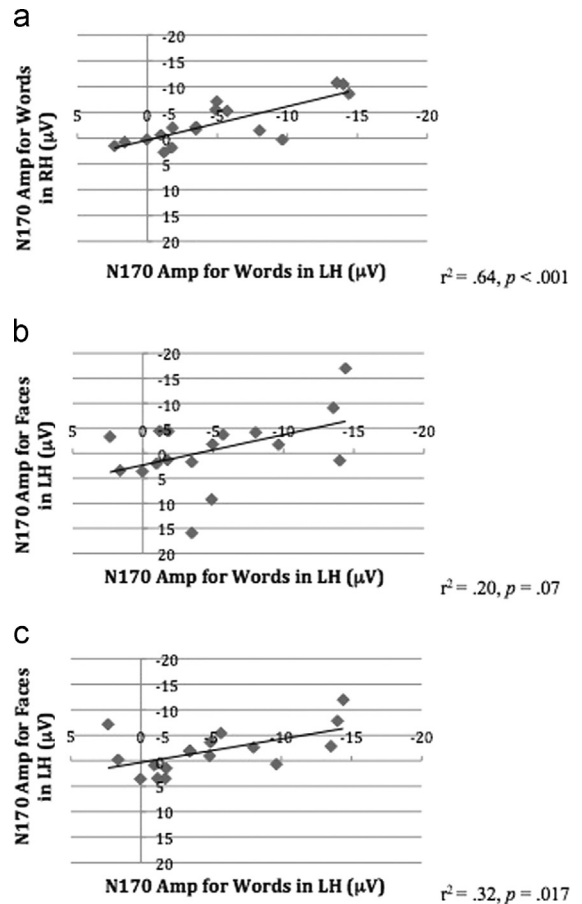 a
-20
-15
-10
5 0 -5 -10 -15 -20
0
5
10
15
20
N170 Amp for Words
in RH (μV)
N170 Amp for Words in LH (μV)
r² = .64, p < .001
b
-20
-15
-10
5 0 -5 -10 -15 -20
0
5
10
15
20
N170 Amp for Faces
in LH (μV)
N170 Amp for Words in LH (μV)
r² = .20, p = .07
c
-20
-15
-10
5 0 -5 -10 -15 -20
0
5
10
15
20
N170 Amp for Faces
in LH (μV)
N170 Amp for Words in LH (μV)
r² = .32, p = .017